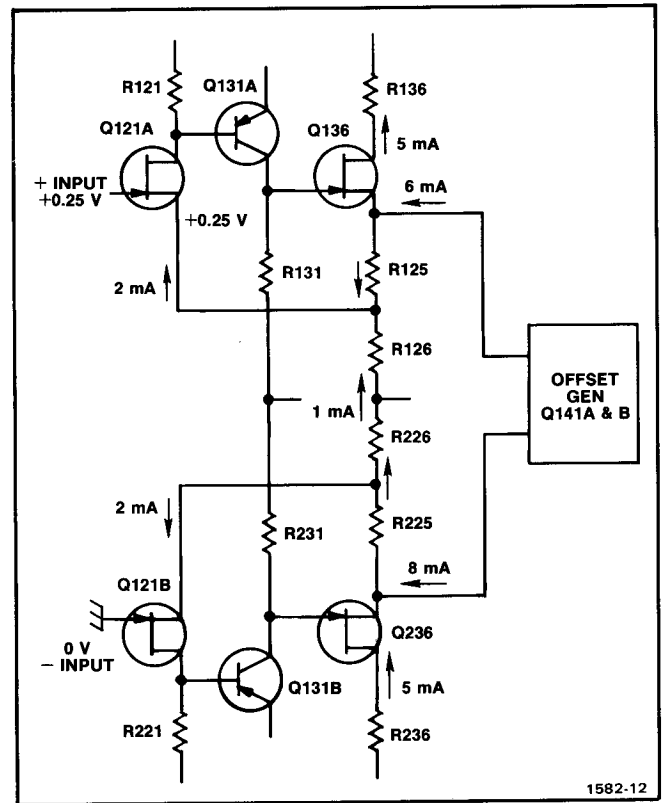 R121
Q131A
R136
Q121A
Q136
5 mA
+ INPUT
+0.25 V
6 mA
+0.25 V
R131
R125
2 mA
R126
OFFSET
GEN
Q141A & B
1 mA
R226
2 mA
R231
R225
8 mA
Q121B
Q236
0 V
− INPUT
Q131B
5 mA
R221
R236
1582-12